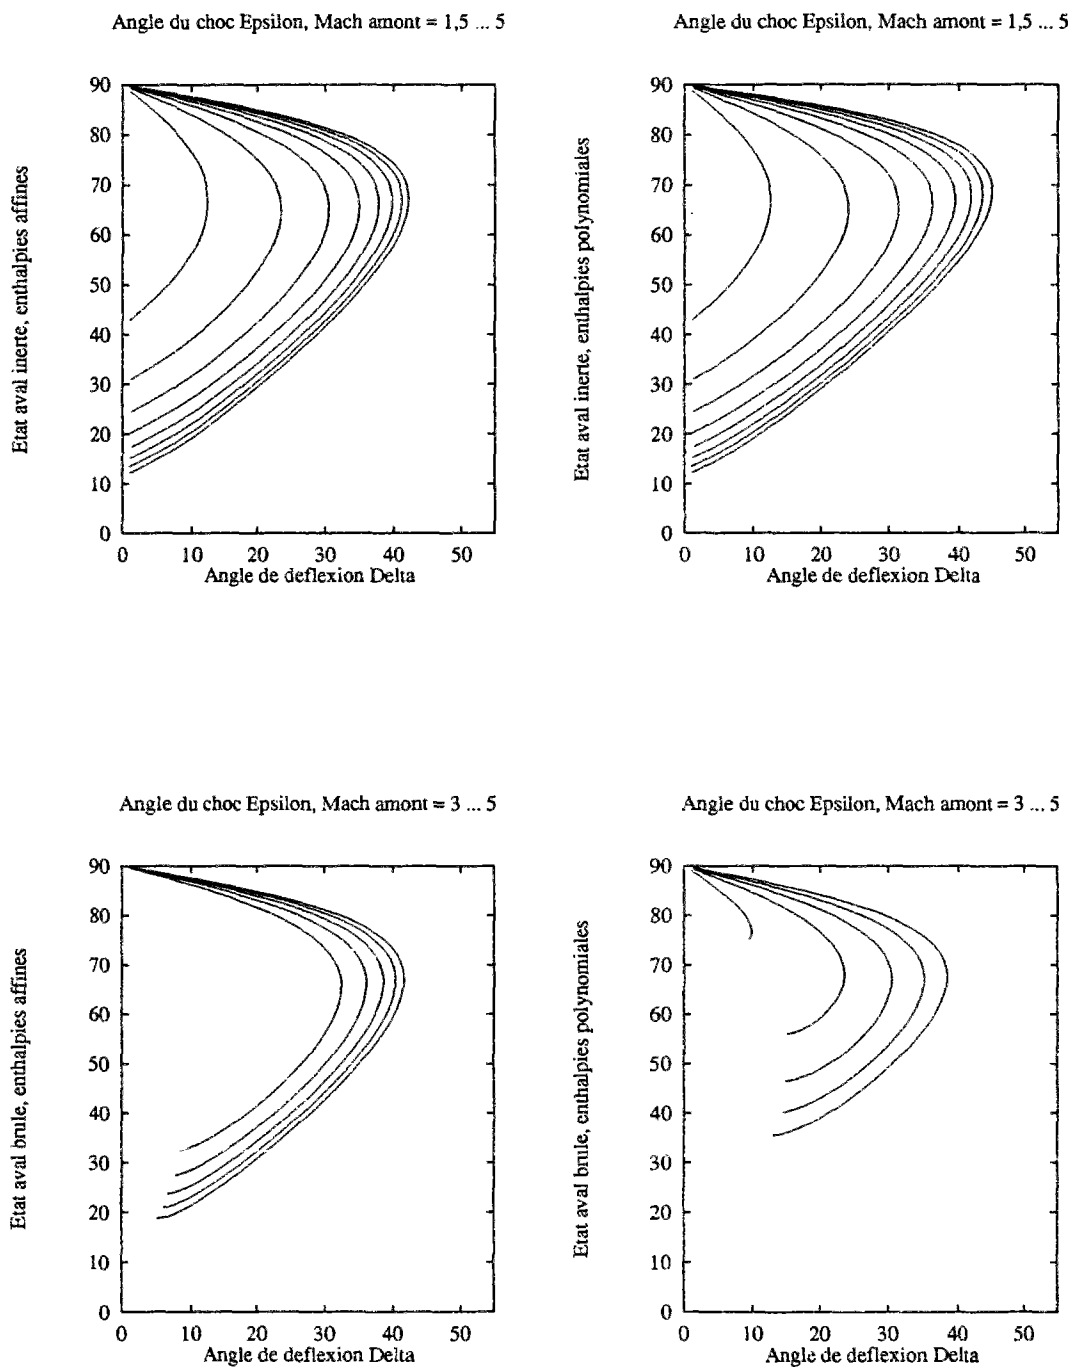 Angle du choc Epsilon, Mach amont = 1,5 ... 5
Etat aval inerte, enthalpies affines
90
80
70
60
50
40
30
20
10
0
0 10 20 30 40 50
Angle de deflexion Delta
Angle du choc Epsilon, Mach amont = 1,5 ... 5
Etat aval inerte, enthalpies polynomiales
90
80
70
60
50
40
30
20
10
0
0 10 20 30 40 50
Angle de deflexion Delta
Angle du choc Epsilon, Mach amont = 3 ... 5
Etat aval brule, enthalpies affines
90
80
70
60
50
40
30
20
10
0
0 10 20 30 40 50
Angle de deflexion Delta
Angle du choc Epsilon, Mach amont = 3 ... 5
Etat aval brule, enthalpies polynomiales
90
80
70
60
50
40
30
20
10
0
0 10 20 30 40 50
Angle de deflexion Delta